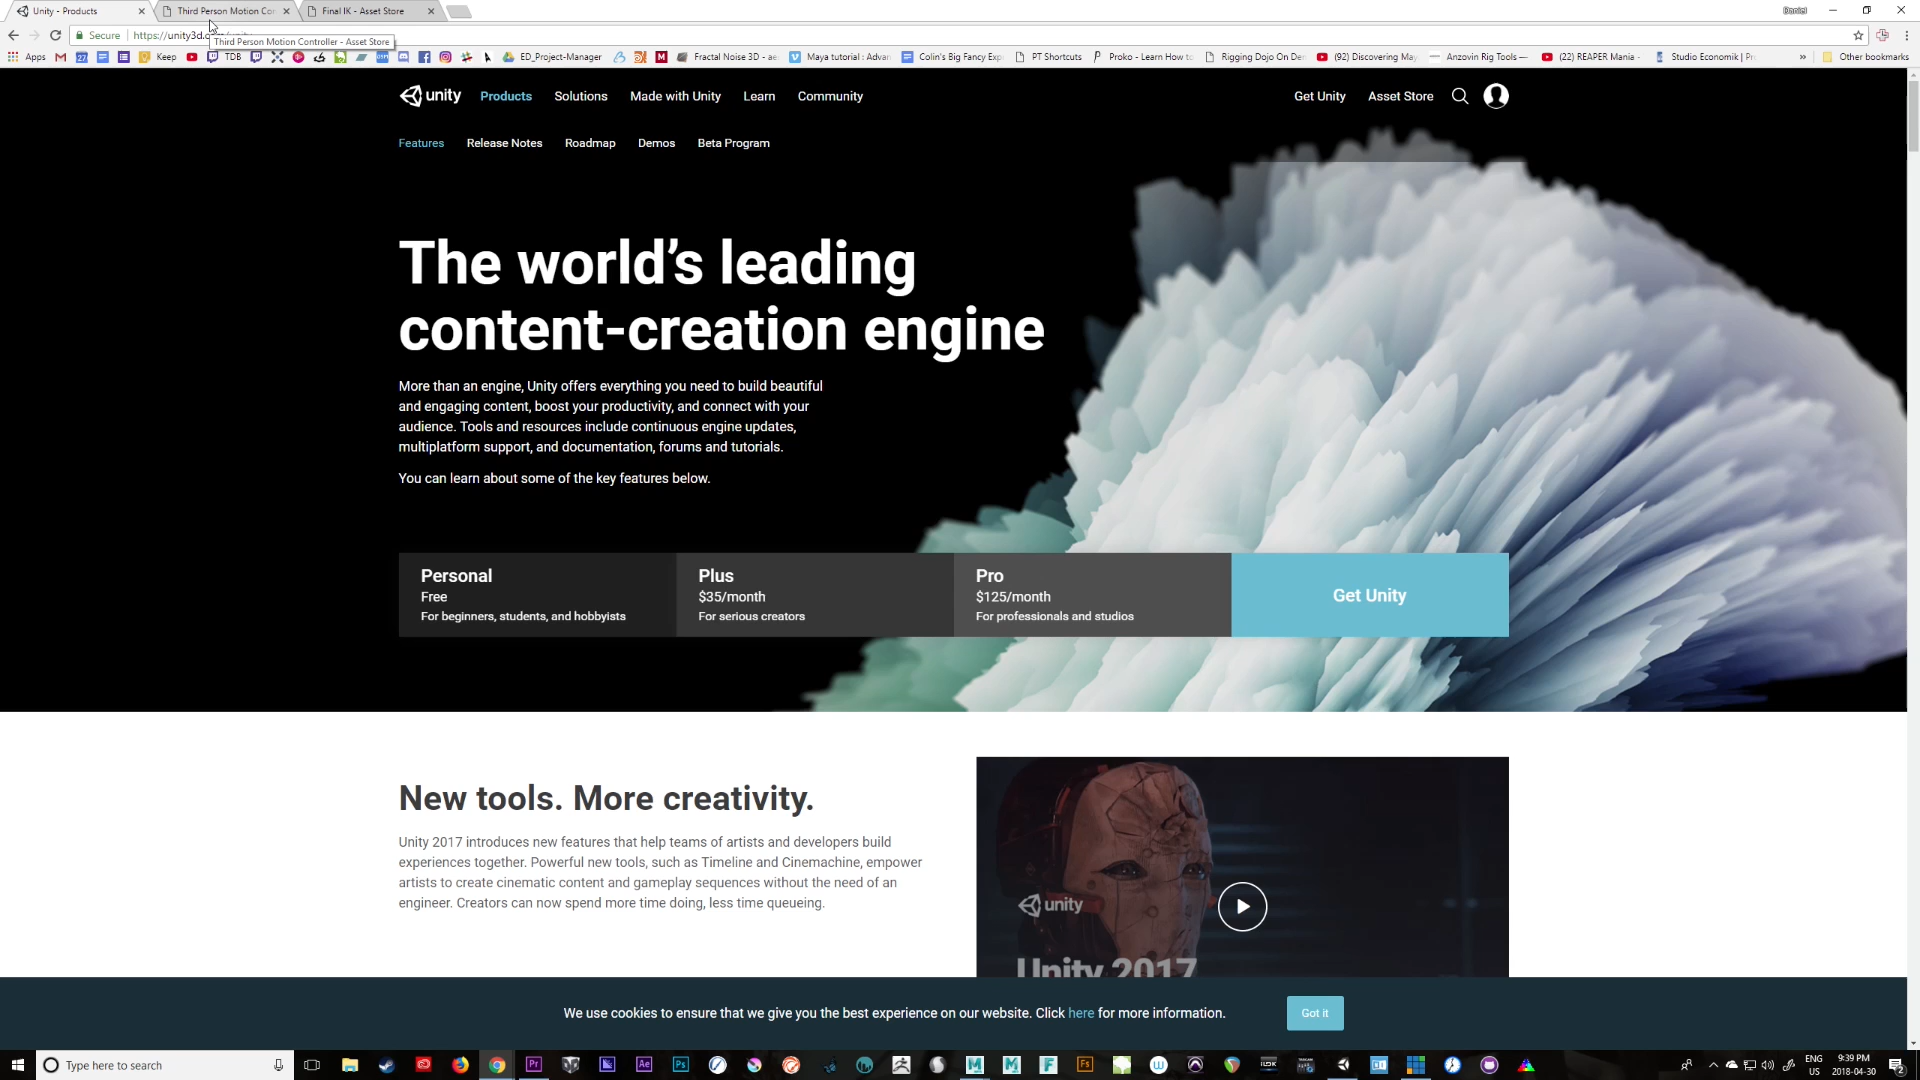 Unity - Products
Third Person Motion Con
Final IK - Asset Store
Daniel
Secure
https://unity3d.c
Third Person Motion Controller - Asset Store
Apps
Keep
TDB
ED_Project-Manager
Fractal Noise 3D - ae
Maya tutorial : Advan
Colin's Big Fancy Exp
PT Shortcuts
Proko - Learn How to
Rigging Dojo On De
(92) Discovering May
Anzovin Rig Tools —
(22) REAPER Mania -
Studio Economik | Pr
»
Other bookmarks
unity
Products
Solutions
Made with Unity
Learn
Community
Get Unity
Asset Store
Features
Release Notes
Roadmap
Demos
Beta Program
The world’s leading
content-creation engine
More than an engine, Unity offers everything you need to build beautiful
and engaging content, boost your productivity, and connect with your
audience. Tools and resources include continuous engine updates,
multiplatform support, and documentation, forums and tutorials.
You can learn about some of the key features below.
Personal
Free
For beginners, students, and hobbyists
Plus
$35/month
For serious creators
Pro
$125/month
For professionals and studios
Get Unity
New tools. More creativity.
Unity 2017 introduces new features that help teams of artists and developers build
experiences together. Powerful new tools, such as Timeline and Cinemachine, empower
artists to create cinematic content and gameplay sequences without the need of an
engineer. Creators can now spend more time doing, less time queueing.
unity
Unity 2017
We use cookies to ensure that we give you the best experience on our website. Click here for more information.
Got it
Type here to search
Pr
Ae
Ps
Fs
ENG
US
9:39 PM
2018-04-30
2